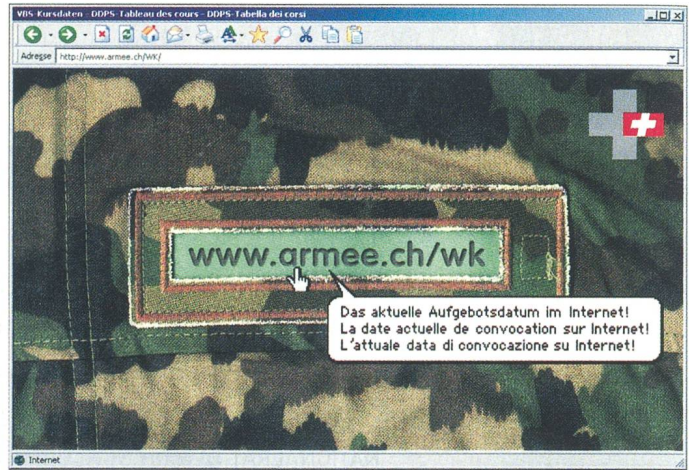 VBS-Kursdaten - DDPS-Tableau des cours - DDPS-Tabella dei corsi
Adresse http://www.armee.ch/WK/
www.armee.ch/wk
Das aktuelle Aufgebotsdatum im Internet!
La date actuelle de convocation sur Internet!
L'attuale data di convocazione su Internet!
Internet